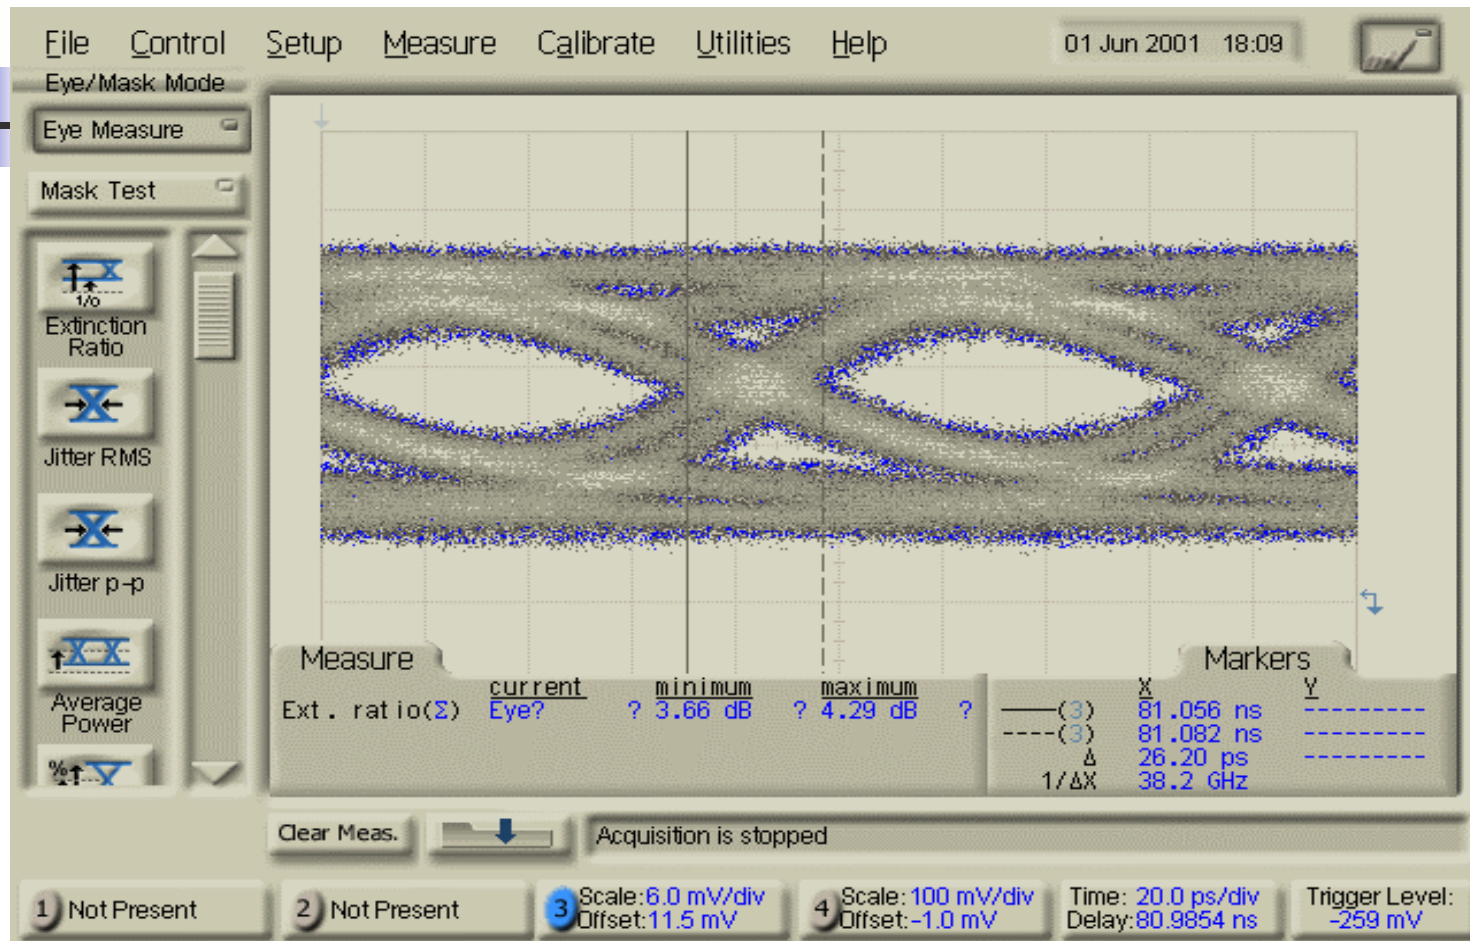 File Control Setup Measure Calibrate Utilities Help 01 Jun 2001 18:09
Eye/Mask Mode
Eye Measure
Mask Test
1/0
Extinction
Ratio
Jitter RMS
Jitter p-p
Average
Power
%
Measure
current minimum maximum
Ext. ratio(Σ) Eye? ? 3.66 dB ? 4.29 dB ?
Markers
X Y
——(3) 81.056 ns ---------
----(3) 81.082 ns ---------
Δ 26.20 ps ---------
1/ΔX 38.2 GHz
Clear Meas.
Acquisition is stopped
1 Not Present
2 Not Present
3 Scale:6.0 mV/div
Offset:11.5 mV
4 Scale:100 mV/div
Offset:-1.0 mV
Time: 20.0 ps/div
Delay:80.9854 ns
Trigger Level:
-259 mV